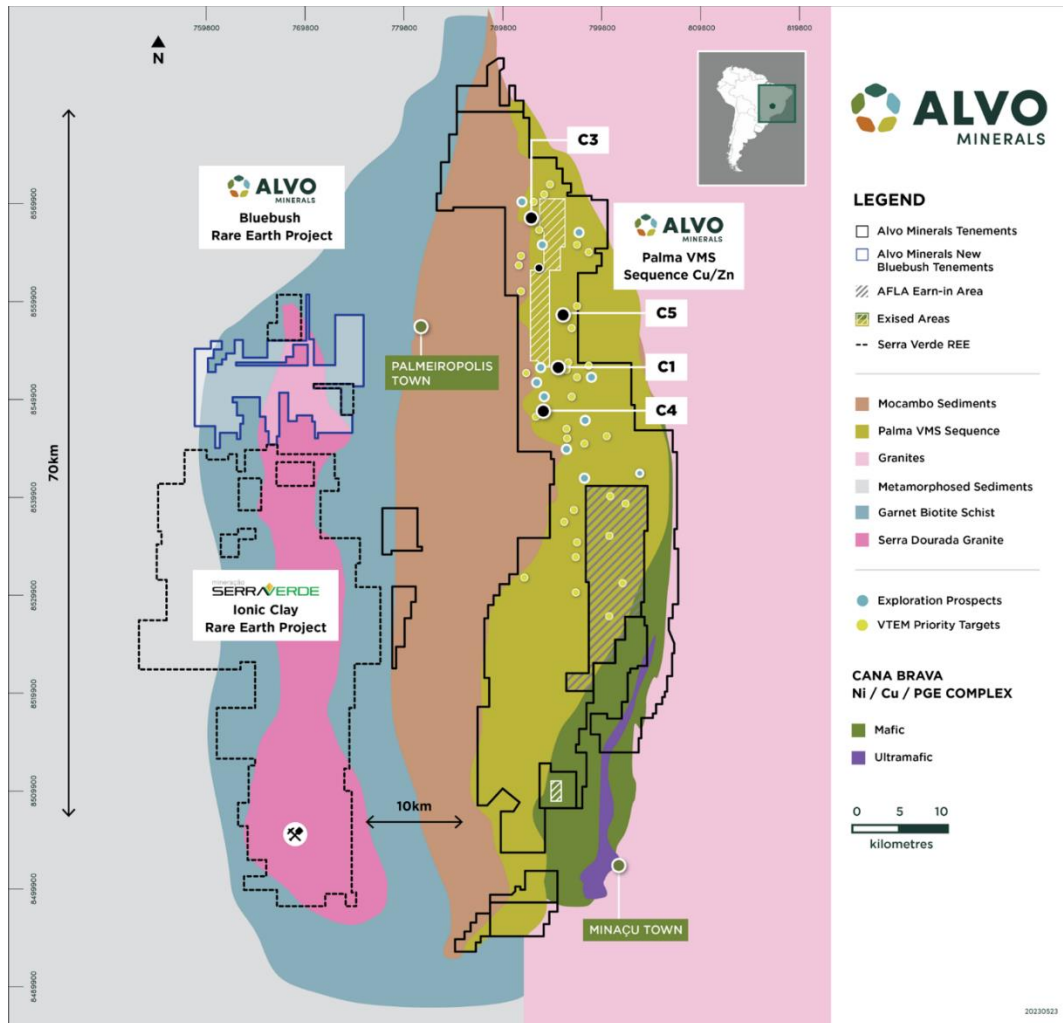 759800
769800
779800
789800
799800
809800
819800
N
8569900
8559900
8549900
8539900
8529900
8519900
8509900
8499900
8489900
70km
ALVO
MINERALS
Bluebush
Rare Earth Project
C3
ALVO
MINERALS
Palma VMS
Sequence Cu/Zn
C5
C1
C4
PALMEIROPOLIS
TOWN
mineração
SERRAVERDE
Ionic Clay
Rare Earth Project
10km
MINAÇU TOWN
ALVO
MINERALS
LEGEND
Alvo Minerals Tenements
Alvo Minerals New
Bluebush Tenements
AFLA Earn-in Area
Exised Areas
Serra Verde REE
Mocambo Sediments
Palma VMS Sequence
Granites
Metamorphosed Sediments
Garnet Biotite Schist
Serra Dourada Granite
Exploration Prospects
VTEM Priority Targets
CANA BRAVA
Ni / Cu / PGE COMPLEX
Mafic
Ultramafic
0 5 10
kilometres
20230523